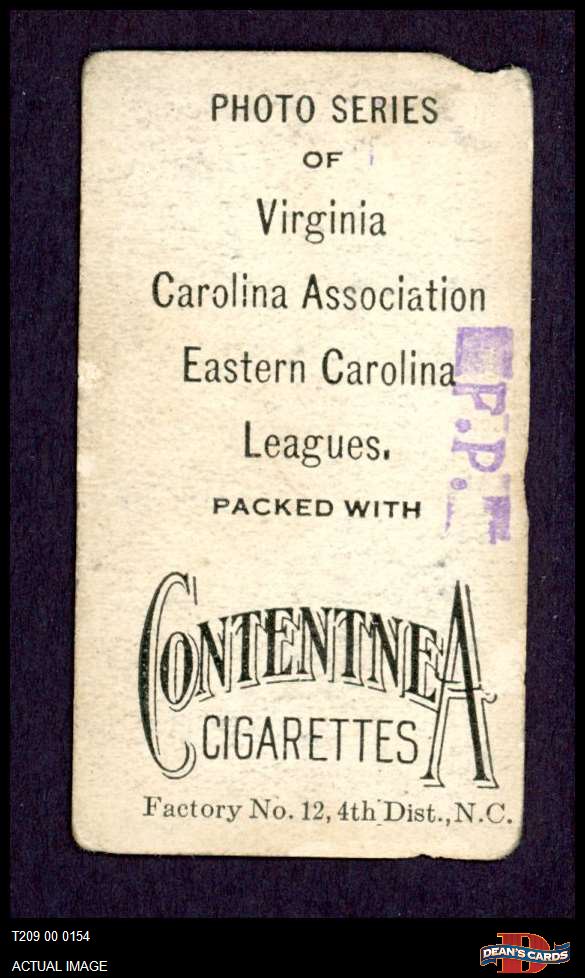 PHOTO SERIES
OF
Virginia
Carolina Association
Eastern Carolina
Leagues.
PACKED WITH
CONTENTNEA
CIGARETTES
Factory No. 12, 4th Dist., N.C.
F.P.
T209 00 0154
ACTUAL IMAGE
DEAN'S CARDS